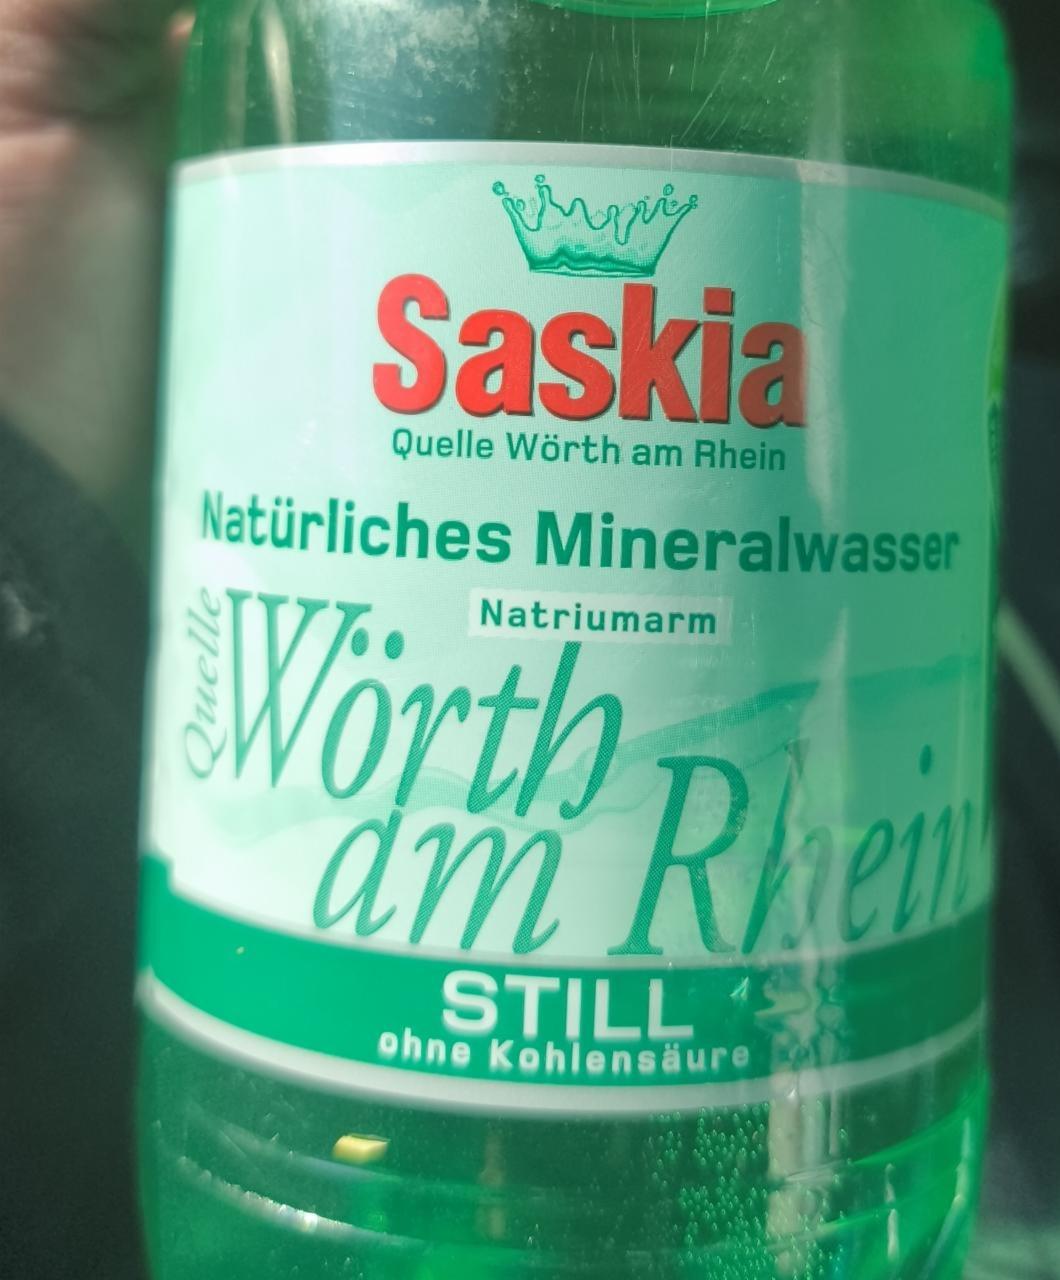 Saskia
Quelle Wörth am Rhein
Natürliches Mineralwasser
Natriumarm
Quelle
Wörth
am Rhein
STILL
ohne Kohlensäure